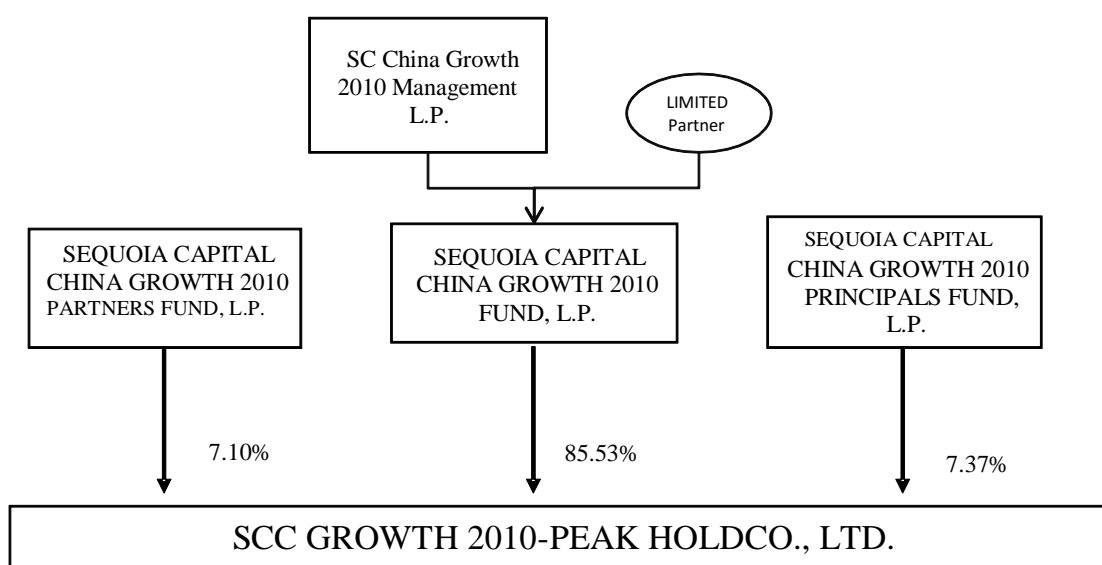 SC China Growth
2010 Management
L.P.
LIMITED
Partner
SEQUOIA CAPITAL
CHINA GROWTH 2010
PARTNERS FUND, L.P.
SEQUOIA CAPITAL
CHINA GROWTH 2010
FUND, L.P.
SEQUOIA CAPITAL
CHINA GROWTH 2010
PRINCIPALS FUND,
L.P.
7.10%
85.53%
7.37%
SCC GROWTH 2010-PEAK HOLDCO., LTD.